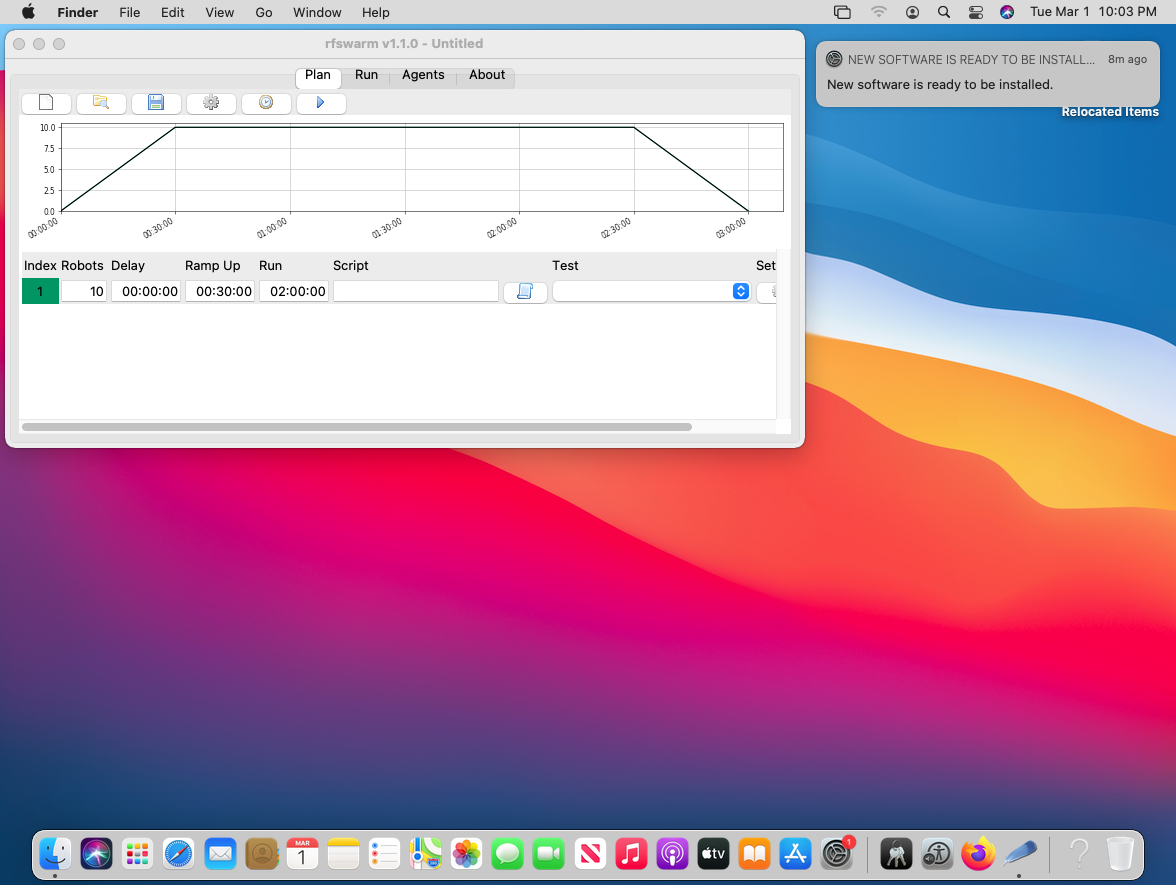 Finder File Edit View Go Window Help Tue Mar 1 10:03 PM
rfswarm v1.1.0 - Untitled
NEW SOFTWARE IS READY TO BE INSTALL... 8m ago
New software is ready to be installed.
Relocated Items
Plan Run Agents About
10.0
7.5
5.0
2.5
0.0
00:00:00 00:30:00 01:00:00 01:30:00 02:00:00 02:30:00 03:00:00
Index Robots Delay Ramp Up Run Script Test Set
1 10 00:00:00 00:30:00 02:00:00
MAR
1
tv
1